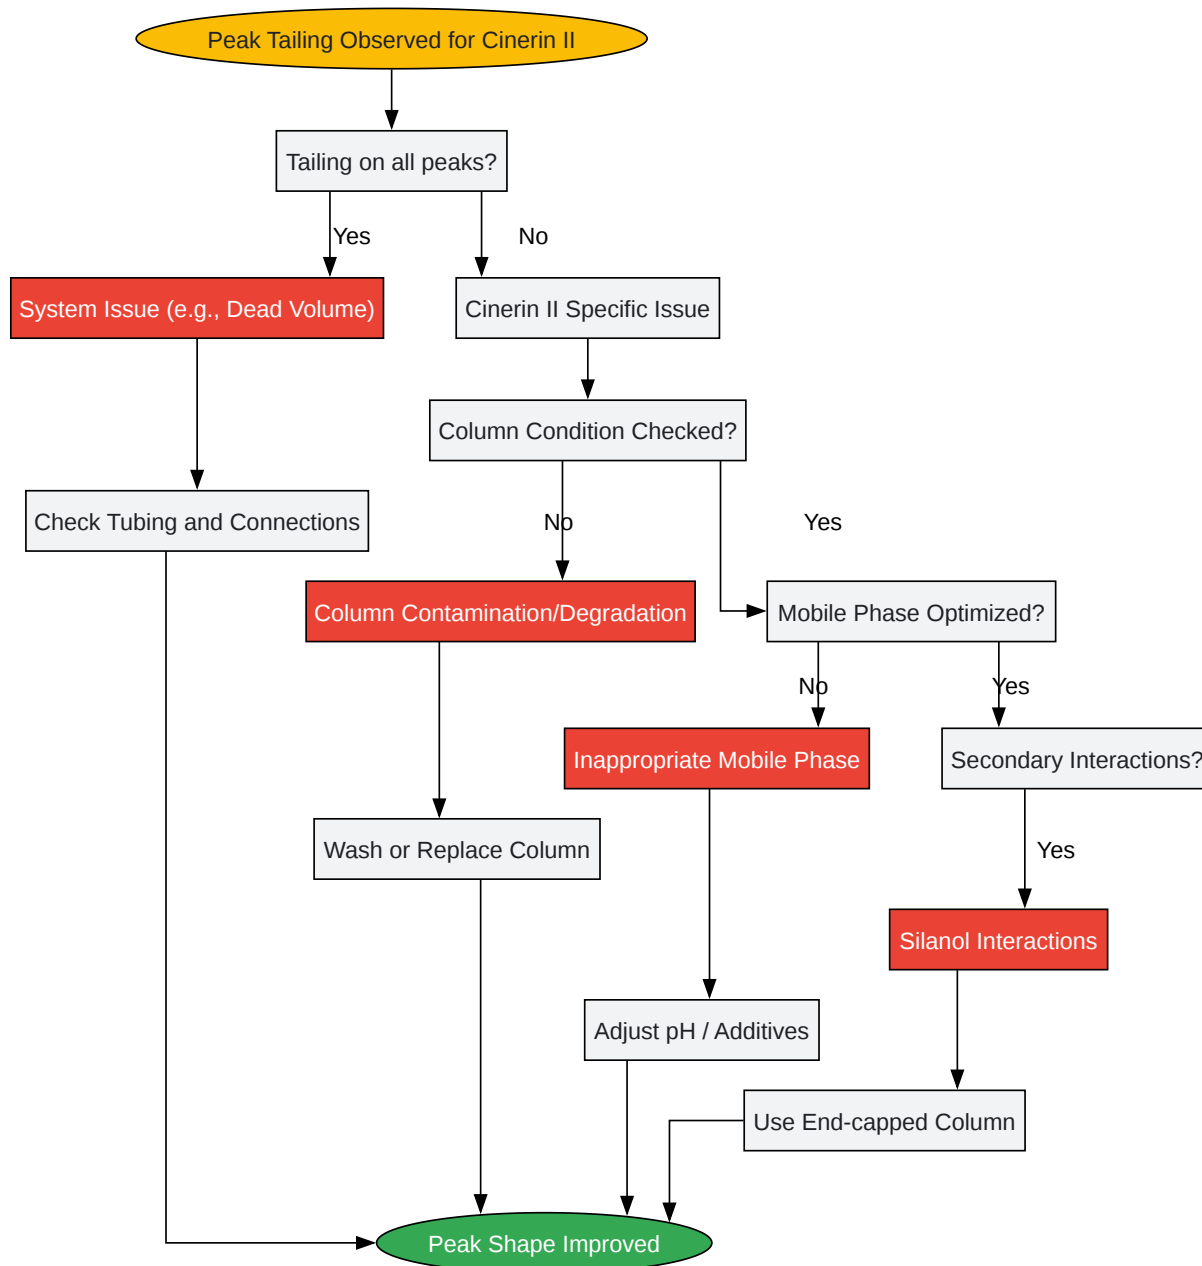 Peak Tailing Observed for Cinerin II
Tailing on all peaks?
Yes
No
System Issue (e.g., Dead Volume)
Cinerin II Specific Issue
Column Condition Checked?
Check Tubing and Connections
No
Yes
Column Contamination/Degradation
Mobile Phase Optimized?
No
Yes
Inappropriate Mobile Phase
Secondary Interactions?
Wash or Replace Column
Yes
Silanol Interactions
Adjust pH / Additives
Use End-capped Column
Peak Shape Improved